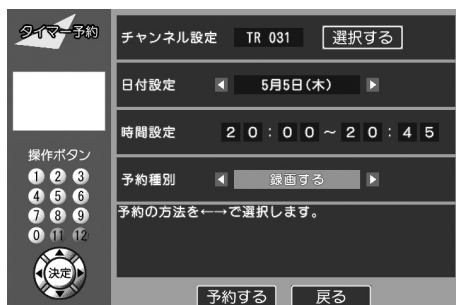 タイマー予約
チャンネル設定 TR 031 選択する
日付設定 5月5日(木)
時間設定 20:00~20:45
操作ボタン
1 2 3
4 5 6
7 8 9
0 11 12
決定
予約種別 録画する
予約の方法を←→で選択します。
予約する 戻る